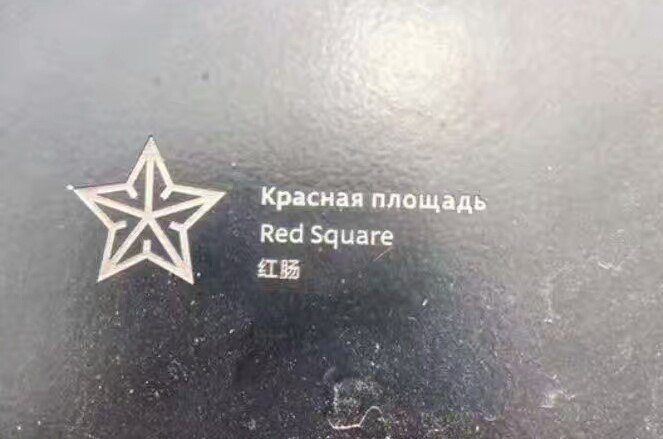 Красная площадь
Red Square
红肠